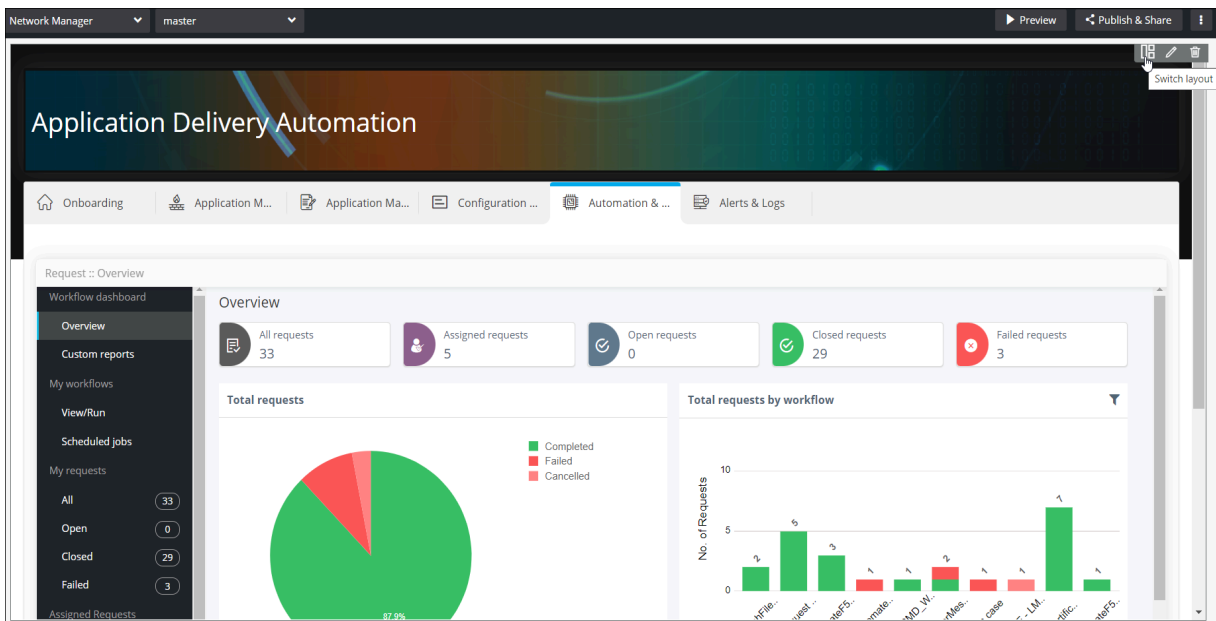 Network Manager master Preview Publish & Share
Switch layout
Application Delivery Automation
Onboarding Application M... Application Ma... Configuration ... Automation & ... Alerts & Logs
Request :: Overview
Workflow dashboard
Overview
Custom reports
My workflows
View/Run
Scheduled jobs
My requests
All 33
Open 0
Closed 29
Failed 3
Assigned Requests
Overview
All requests
33
Assigned requests
5
Open requests
0
Closed requests
29
Failed requests
3
Total requests
Completed
Failed
Cancelled
87.9%
Total requests by workflow
No. of Requests
10
5
0
2 5 3 1 1 2 1 1 7 1